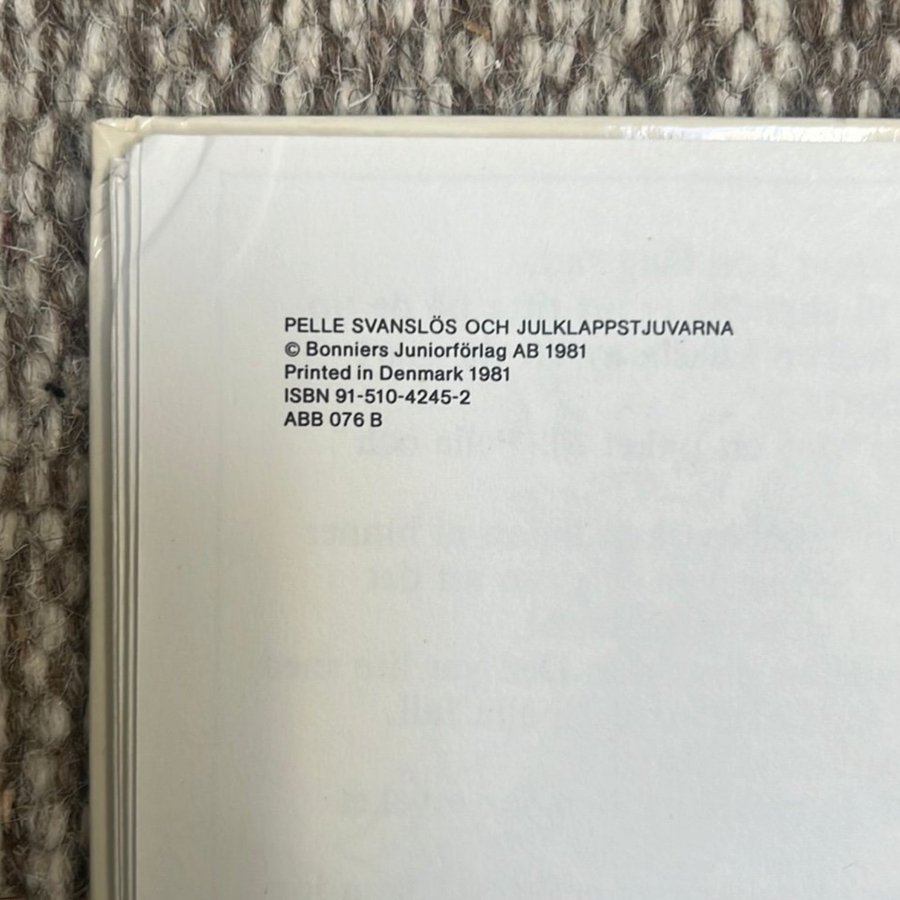 PELLE SVANSLÖS OCH JULKLAPPSTJUVARNA
© Bonniers Juniorförlag AB 1981
Printed in Denmark 1981
ISBN 91-510-4245-2
ABB 076 B